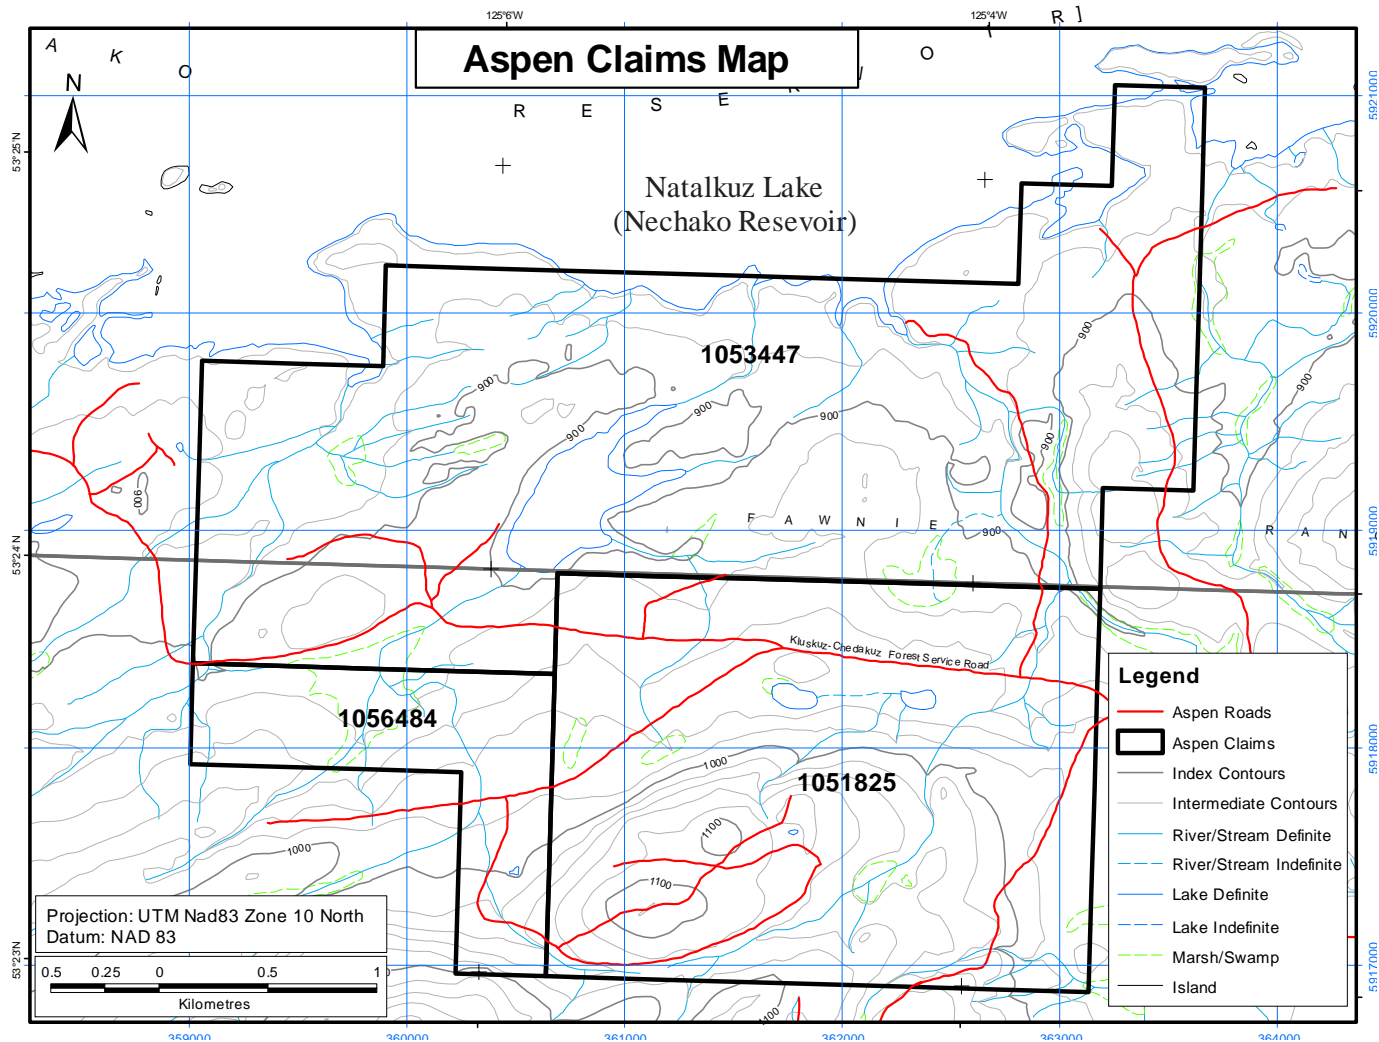 125°6'W
125°4'W
Aspen Claims Map
A K O
R E S E R I O I R ]
N
5921000
53°25'N
Natalkuz Lake
(Nechako Resevoir)
5920000
1053447
900
900
900
900
900
900
900
900
900
F A W N I E
R A N
5919000
53°24'N
Kluskuz-Chedakuz Forest Service Road
1056484
5918000
1000
1051825
1100
1000
1100
1100
Legend
Aspen Roads
Aspen Claims
Index Contours
Intermediate Contours
River/Stream Definite
River/Stream Indefinite
Lake Definite
Lake Indefinite
Marsh/Swamp
Island
Projection: UTM Nad83 Zone 10 North
Datum: NAD 83
53°23'N
5917000
0.5 0.25 0 0.5 1
Kilometres
359000 360000 361000 362000 363000 364000